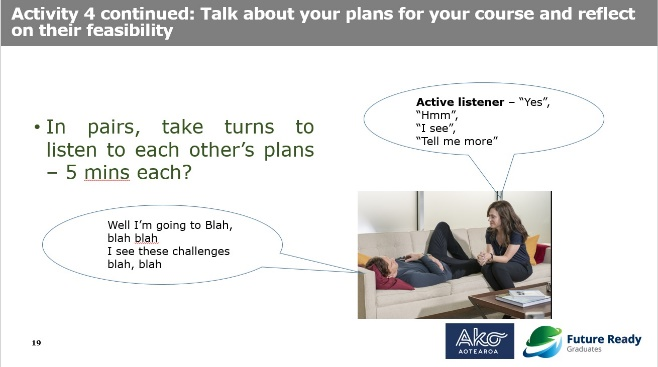 Activity 4 continued: Talk about your plans for your course and reflect
on their feasibility
• In pairs, take turns to
listen to each other's plans
– 5 mins each?
Active listener – “Yes”,
“Hmm”,
“I see”,
“Tell me more”
Well I'm going to Blah,
blah blah
I see these challenges
blah, blah
19
Ako
AOTEAROA
Future Ready
Graduates